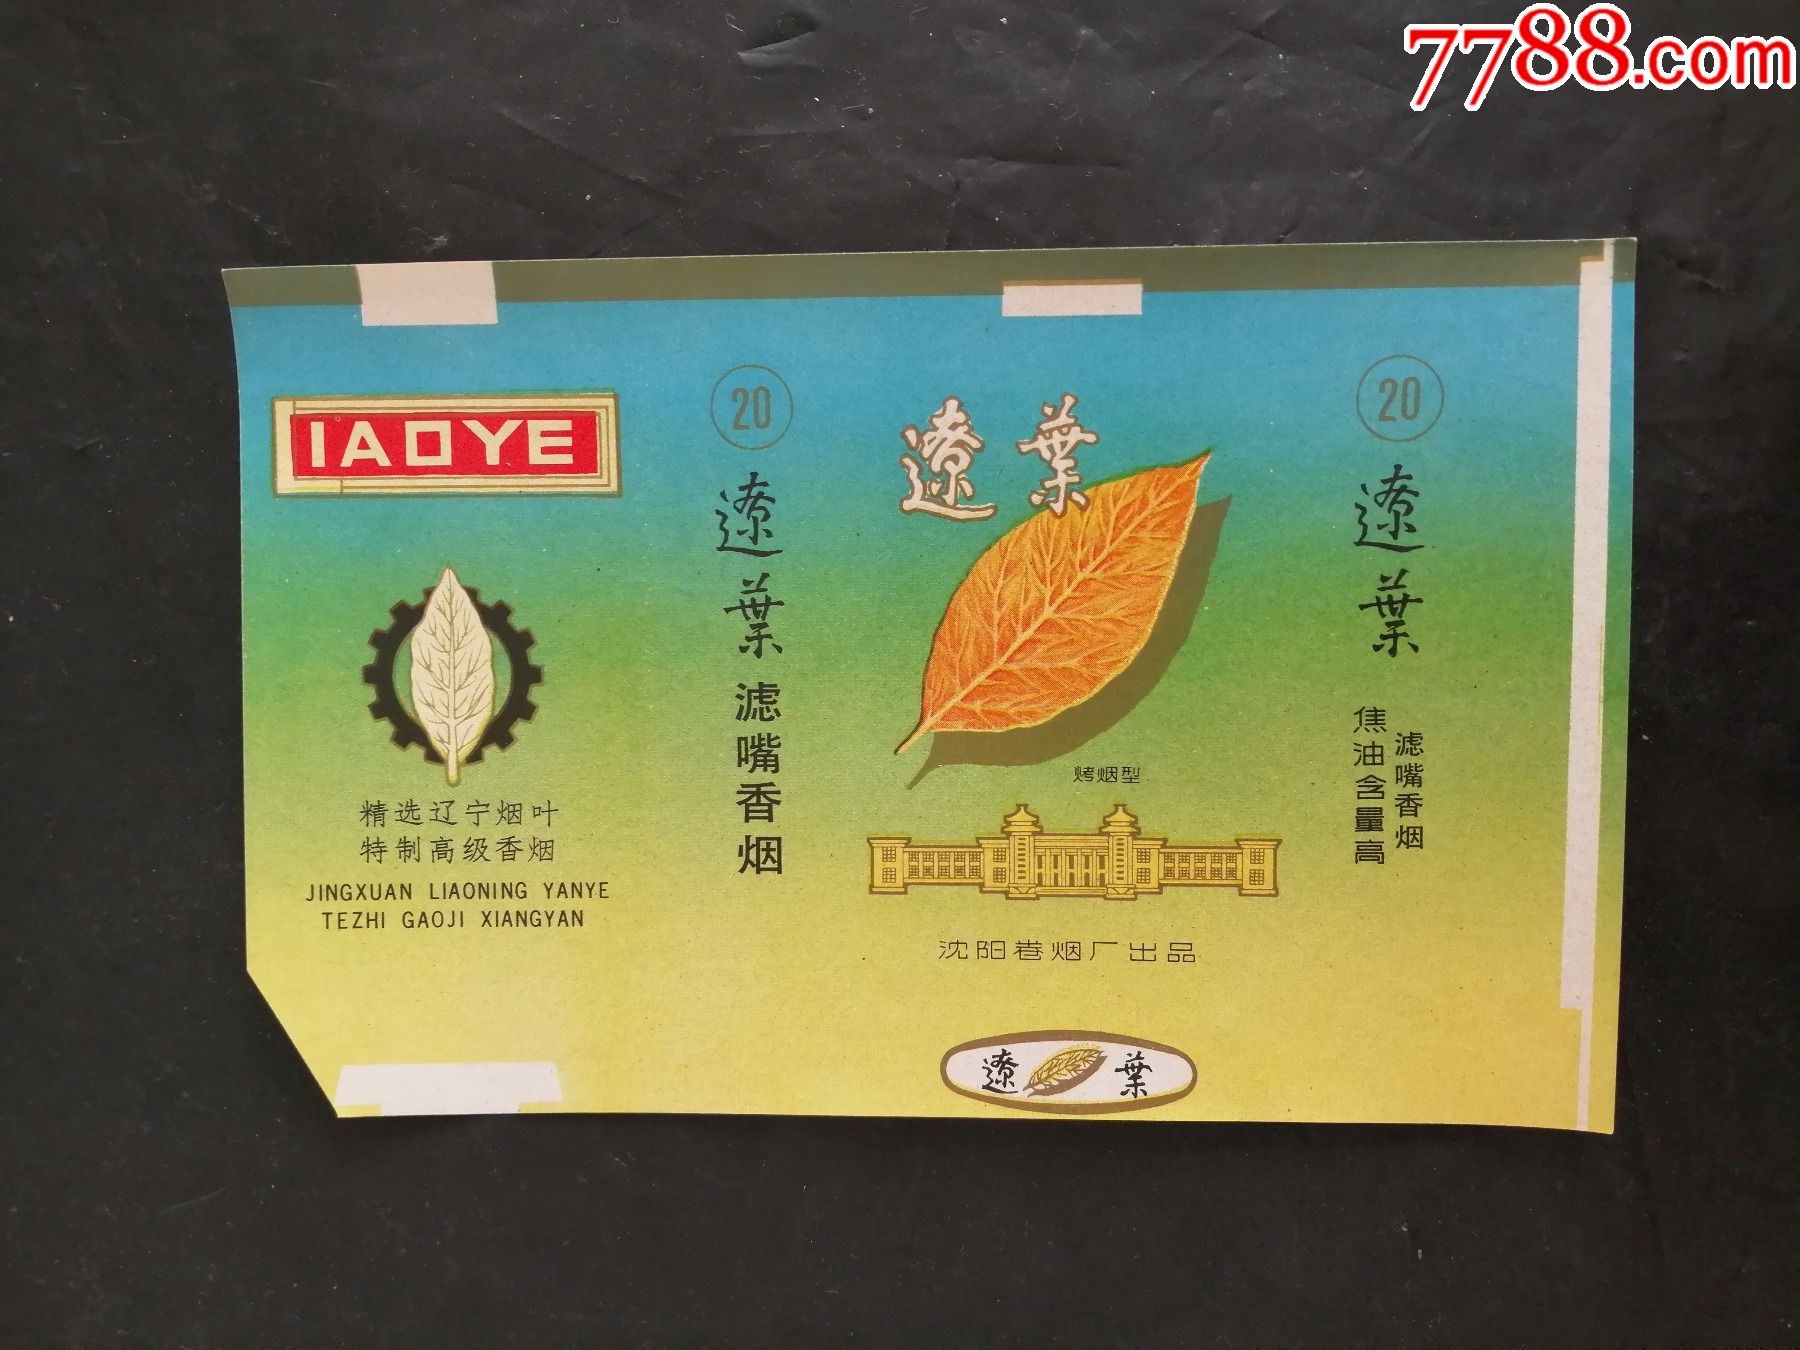 7788.com
IAOYE
精选辽宁烟叶
特制高级香烟
JINGXUAN LIAONING YANYE
TEZHI GAOJI XIANGYAN
20
遼葉
滤嘴香烟
遼葉
烤烟型
沈阳卷烟厂出品
遼葉
20
遼葉
滤嘴香烟
焦油含量高